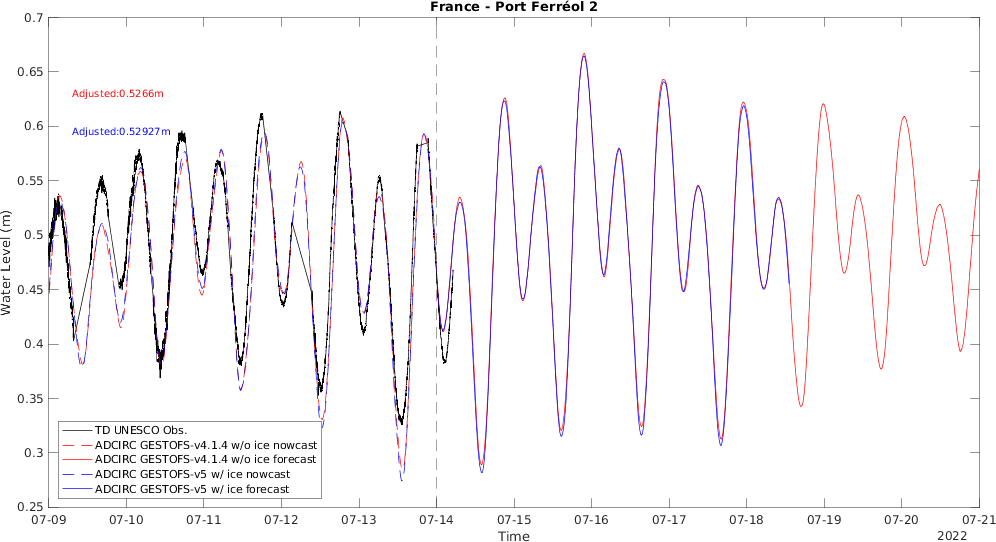 France - Port Ferréol 2
0.7
0.65
0.6
0.55
0.5
0.45
0.4
0.35
0.3
0.25
Water Level (m)
Adjusted:0.5266m
Adjusted:0.52927m
TD UNESCO Obs.
ADCIRC GESTOFS-v4.1.4 w/o ice nowcast
ADCIRC GESTOFS-v4.1.4 w/o ice forecast
ADCIRC GESTOFS-v5 w/ ice nowcast
ADCIRC GESTOFS-v5 w/ ice forecast
07-09 07-10 07-11 07-12 07-13 07-14 07-15 07-16 07-17 07-18 07-19 07-20 07-21
Time
2022